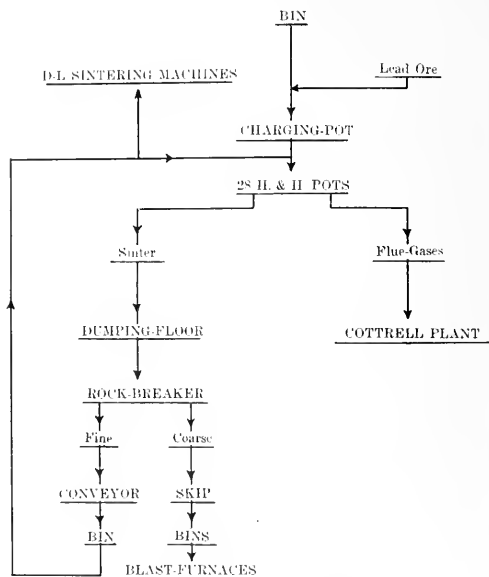 BIN
Lead Ore
D-L SINTERING MACHINES
CHARGING-POT
28 H. & H. POTS
Sinter
Flue-Gases
DUMPING-FLOOR
COTTRELL PLANT
ROCK-BREAKER
Fine
Coarse
CONVEYOR
SKIP
BIN
BINS
BLAST-FURNACES